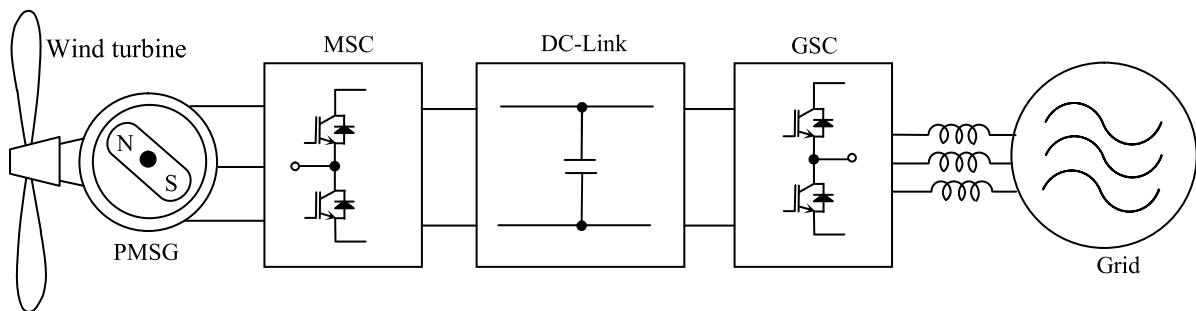 Wind turbine
MSC
DC-Link
GSC
N
S
PMSG
Grid